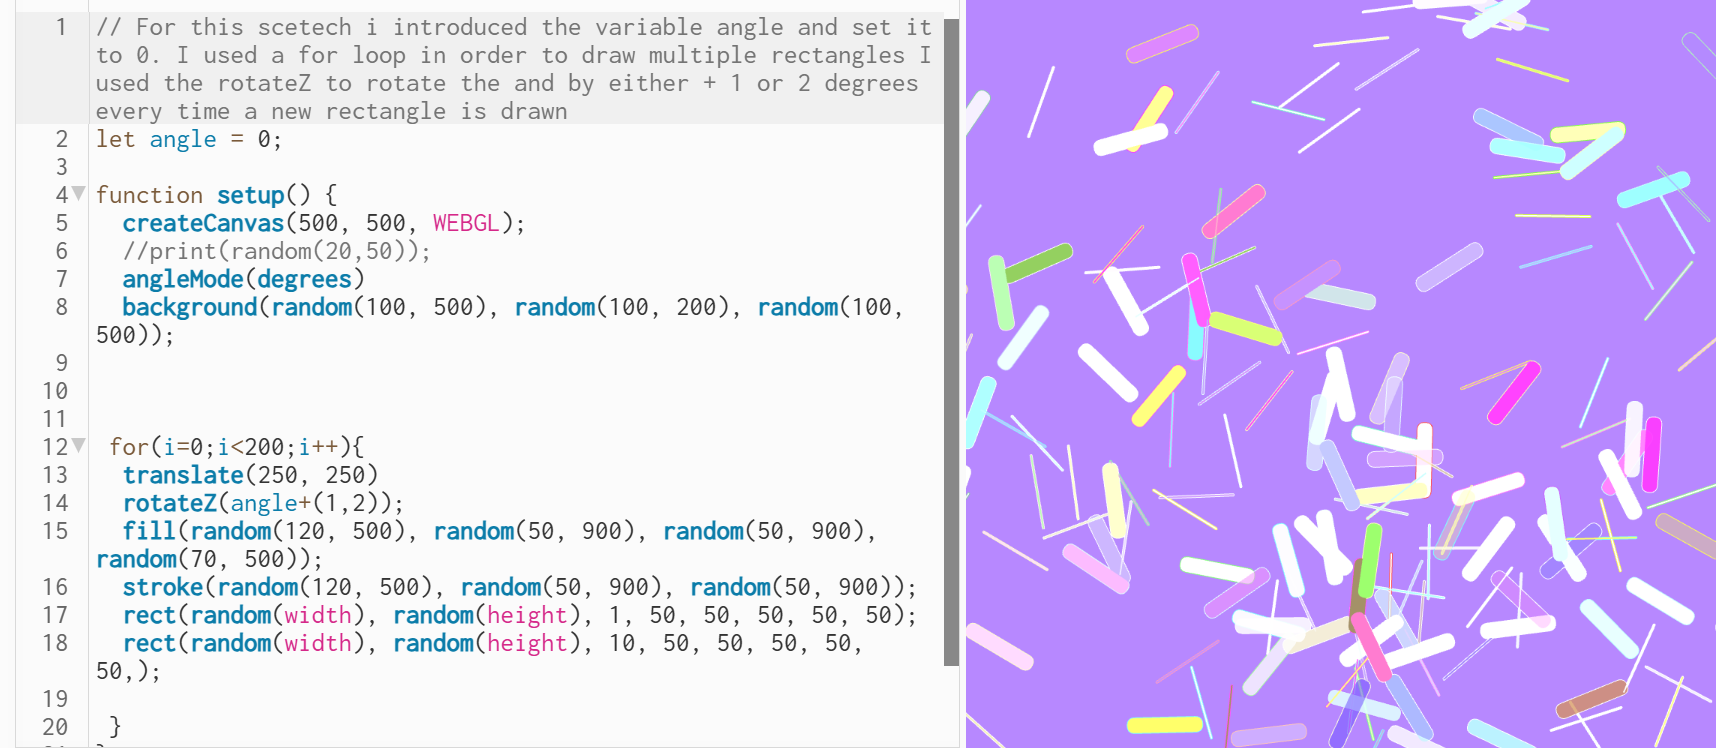 1 // For this scetech i introduced the variable angle and set it
to 0. I used a for loop in order to draw multiple rectangles I
used the rotateZ to rotate the and by either + 1 or 2 degrees
every time a new rectangle is drawn
2 let angle = 0;
3
4 function setup() {
5 createCanvas(500, 500, WEBGL);
6 //print(random(20,50));
7 angleMode(degrees)
8 background(random(100, 500), random(100, 200), random(100,
500));
9
10
11
12 for(i=0;i<200;i++){
13 translate(250, 250)
14 rotateZ(angle+(1,2));
15 fill(random(120, 500), random(50, 900), random(50, 900),
random(70, 500));
16 stroke(random(120, 500), random(50, 900), random(50, 900));
17 rect(random(width), random(height), 1, 50, 50, 50, 50, 50);
18 rect(random(width), random(height), 10, 50, 50, 50, 50,
50,);
19
20 }